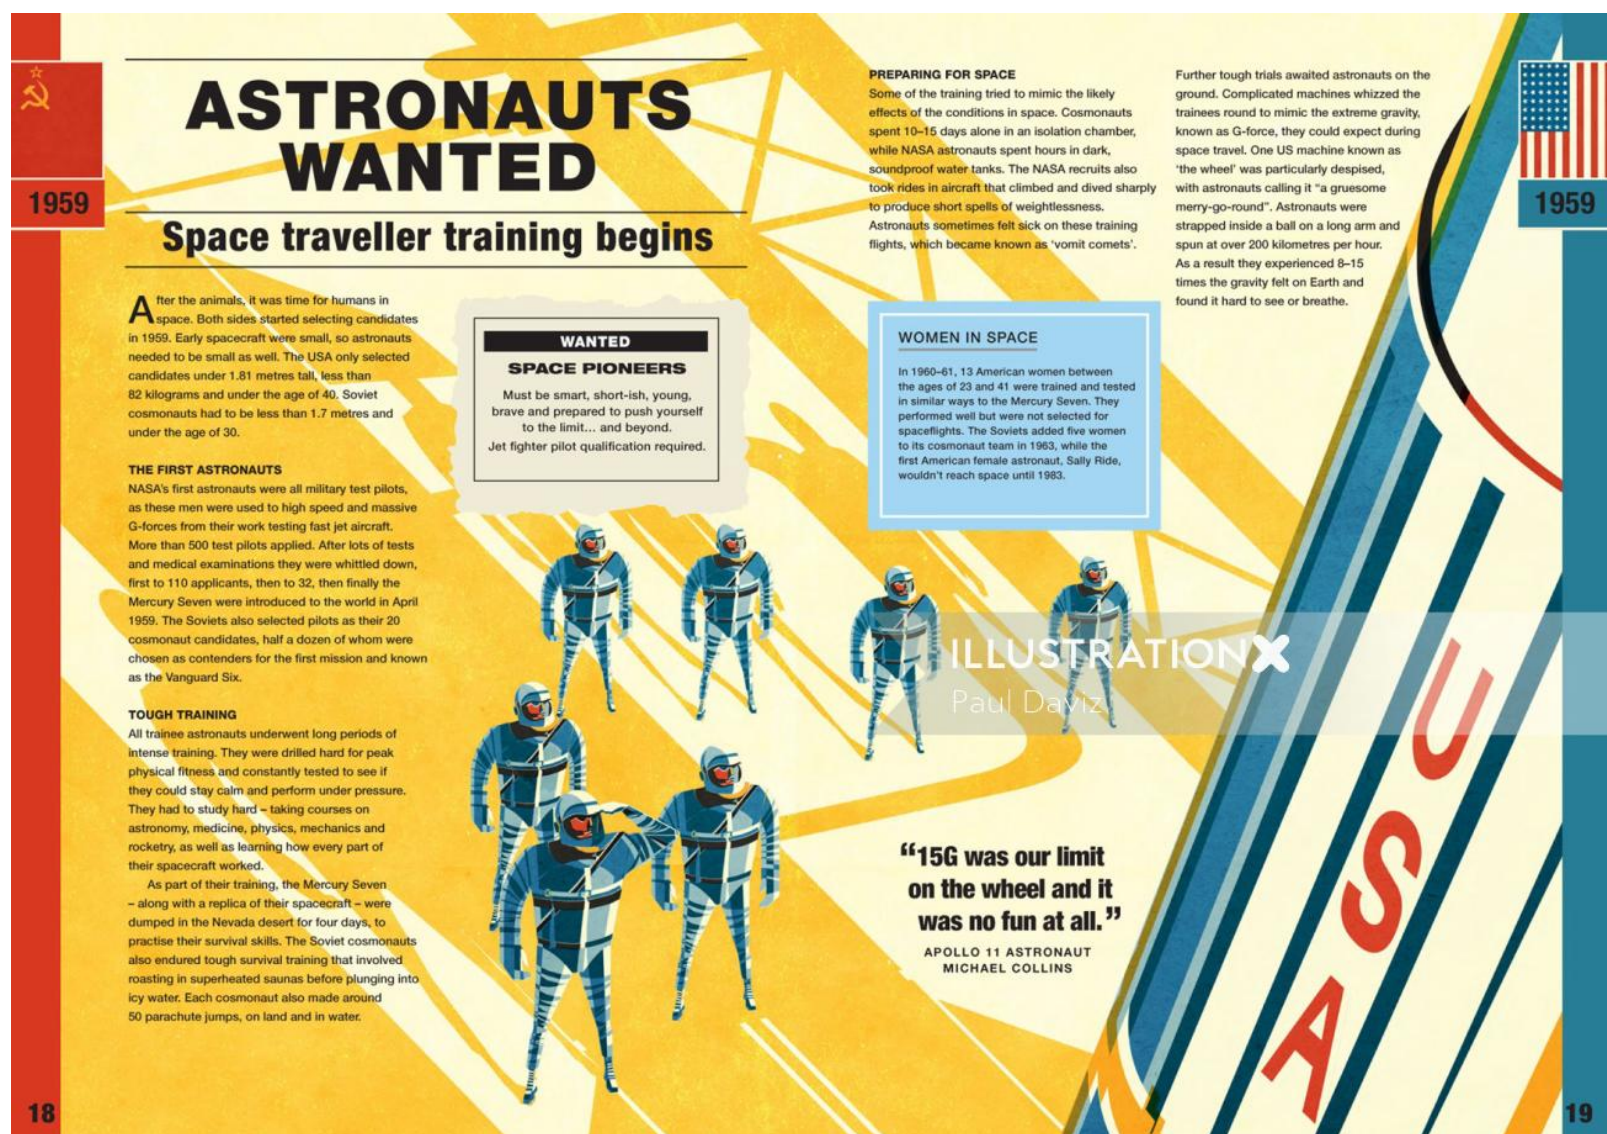 1959
ASTRONAUTS
WANTED
Space traveller training begins
After the animals, it was time for humans in
space. Both sides started selecting candidates
in 1959. Early spacecraft were small, so astronauts
needed to be small as well. The USA only selected
candidates under 1.81 metres tall, less than
82 kilograms and under the age of 40. Soviet
cosmonauts had to be less than 1.7 metres and
under the age of 30.
THE FIRST ASTRONAUTS
NASA's first astronauts were all military test pilots,
as these men were used to high speed and massive
G-forces from their work testing fast jet aircraft.
More than 500 test pilots applied. After lots of tests
and medical examinations they were whittled down,
first to 110 applicants, then to 32, then finally the
Mercury Seven were introduced to the world in April
1959. The Soviets also selected pilots as their 20
cosmonaut candidates, half a dozen of whom were
chosen as contenders for the first mission and known
as the Vanguard Six.
TOUGH TRAINING
All trainee astronauts underwent long periods of
intense training. They were drilled hard for peak
physical fitness and constantly tested to see if
they could stay calm and perform under pressure.
They had to study hard – taking courses on
astronomy, medicine, physics, mechanics and
rocketry, as well as learning how every part of
their spacecraft worked.
As part of their training, the Mercury Seven
– along with a replica of their spacecraft – were
dumped in the Nevada desert for four days, to
practise their survival skills. The Soviet cosmonauts
also endured tough survival training that involved
roasting in superheated saunas before plunging into
icy water. Each cosmonaut also made around
50 parachute jumps, on land and in water.
WANTED
SPACE PIONEERS
Must be smart, short-ish, young,
brave and prepared to push yourself
to the limit... and beyond.
Jet fighter pilot qualification required.
18
PREPARING FOR SPACE
Some of the training tried to mimic the likely
effects of the conditions in space. Cosmonauts
spent 10–15 days alone in an isolation chamber,
while NASA astronauts spent hours in dark,
soundproof water tanks. The NASA recruits also
took rides in aircraft that climbed and dived sharply
to produce short spells of weightlessness.
Astronauts sometimes felt sick on these training
flights, which became known as 'vomit comets'.
Further tough trials awaited astronauts on the
ground. Complicated machines whizzed the
trainees round to mimic the extreme gravity,
known as G-force, they could expect during
space travel. One US machine known as
'the wheel' was particularly despised,
with astronauts calling it "a gruesome
merry-go-round". Astronauts were
strapped inside a ball on a long arm and
spun at over 200 kilometres per hour.
As a result they experienced 8–15
times the gravity felt on Earth and
found it hard to see or breathe.
1959
WOMEN IN SPACE
In 1960–61, 13 American women between
the ages of 23 and 41 were trained and tested
in similar ways to the Mercury Seven. They
performed well but were not selected for
spaceflights. The Soviets added five women
to its cosmonaut team in 1963, while the
first American female astronaut, Sally Ride,
wouldn't reach space until 1983.
ILLUSTRATIONX
Paul Daviz
"15G was our limit
on the wheel and it
was no fun at all."
APOLLO 11 ASTRONAUT
MICHAEL COLLINS
USA
19